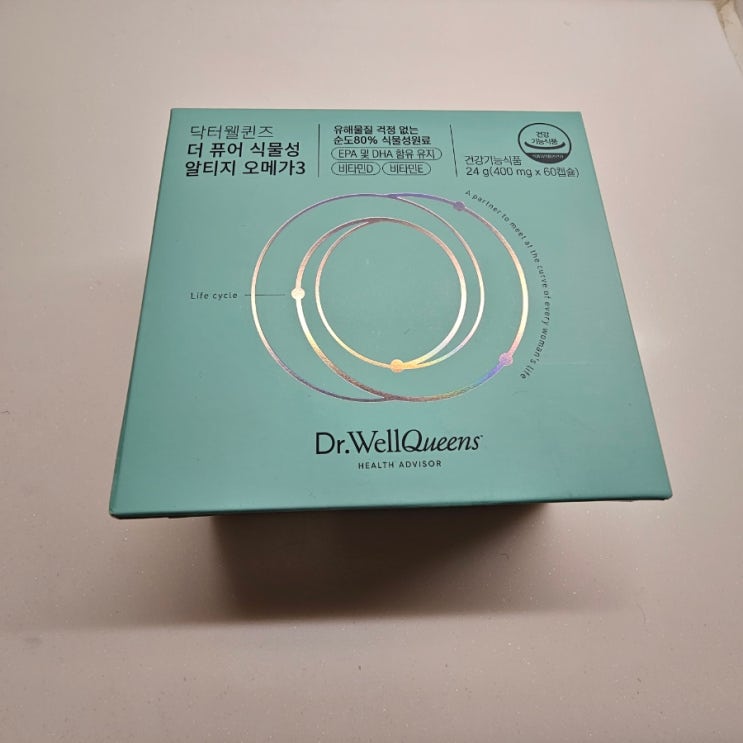 닥터웰퀸즈
더 퓨어 식물성
알티지 오메가3
유해물질 걱정 없는
순도80% 식물성원료
EPA 및 DHA 함유 유지
비타민D 비타민E
건강기능식품
24 g(400 mg x 60캡슐)
건강
기능식품
A partner to meet at the curve of every woman's life
Life cycle
Dr.WellQueens
HEALTH ADVISOR